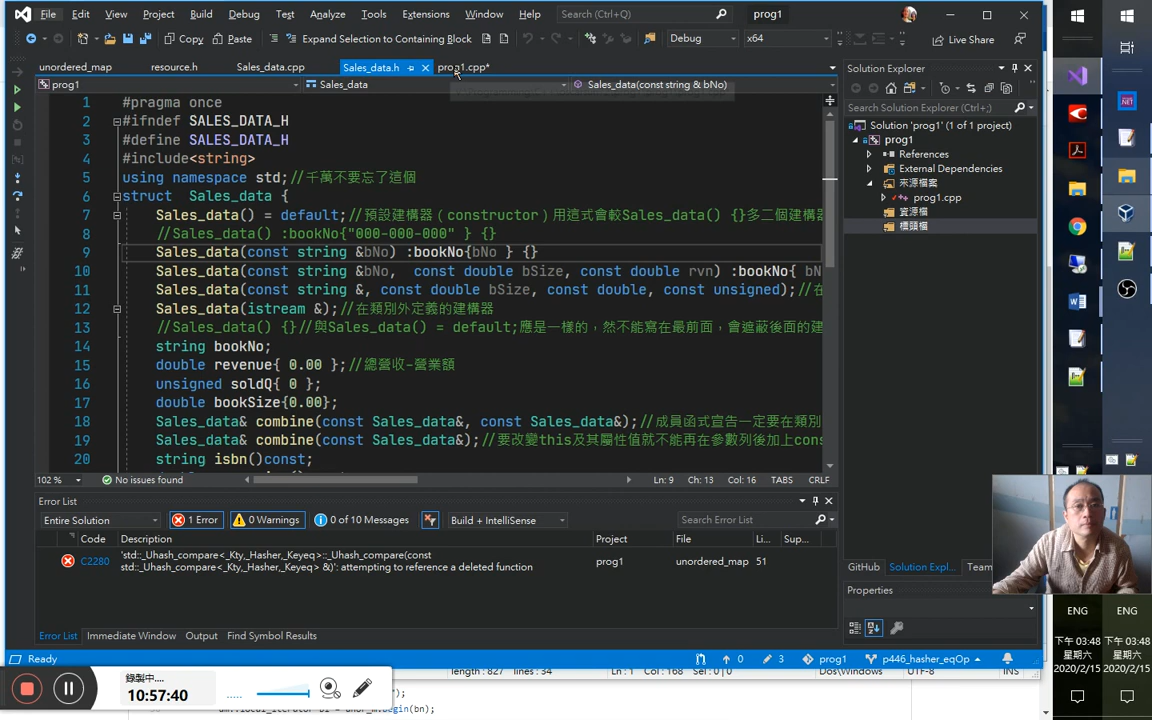 File Edit View Git Project Build Debug Test Analyze Tools Extensions Window Help Search (Ctrl+Q) prog1
Copy Paste Expand Selection to Containing Block Debug x64 Live Share
unordered_map resource.h Sales_data.cpp Sales_data.h prog1.cpp*
prog1 Sales_data Sales_data(const string & bNo)
1 #pragma once
2 #ifndef SALES_DATA_H
3 #define SALES_DATA_H
4 #include<string>
5 using namespace std;//千萬不要忘了這個
6 struct Sales_data {
7 Sales_data() = default;//預設建構器（constructor）用這式會較Sales_data() {}多二個建構器
8 //Sales_data() :bookNo{"000-000-000" } {}
9 Sales_data(const string &bNo) :bookNo{bNo } {}
10 Sales_data(const string &bNo, const double bSize, const double rvn) :bookNo{ bN
11 Sales_data(const string &, const double bSize, const double, const unsigned);//在
12 Sales_data(istream &);//在類別外定義的建構器
13 //Sales_data() {}//與Sales_data() = default;應是一樣的，然不能寫在最前面，會遮蔽後面的建
14 string bookNo;
15 double revenue{ 0.00 };//總營收-營業額
16 unsigned soldQ{ 0 };
17 double bookSize{0.00};
18 Sales_data& combine(const Sales_data&, const Sales_data&);//成員函式宣告一定要在類別
19 Sales_data& combine(const Sales_data&);//要改變this及其屬性值就不能再在參數列後加上cons
20 string isbn()const;
102 % No issues found Ln: 9 Ch: 13 Col: 16 TABS CRLF
Error List
Entire Solution 1 Error 0 Warnings 0 of 10 Messages Build + IntelliSense Search Error List
Code Description Project File Li... Sup...
C2280 'std::_Uhash_compare<_Kty,_Hasher,_Keyeq>::_Uhash_compare(const std::_Uhash_compare<_Kty,_Hasher,_Keyeq> &)': attempting to reference a deleted function prog1 unordered_map 51
Error List Immediate Window Output Find Symbol Results
Ready 0 3 prog1 p446_hasher_eqOp
Solution Explorer
Search Solution Explorer (Ctrl+;)
Solution 'prog1' (1 of 1 project)
prog1
References
External Dependencies
來源檔案
prog1.cpp
資源檔
標頭檔
GitHub Solution Expl... Team
Properties
錄製中....
10:57:40
length: 827 lines: 34 Ln: 1 Col: 168 Sel: 0 | 0 Dos\Windows UTF-8 INS
begin(bn);
ENG ENG
下午 03:48 下午 03:48
星期六 星期六
2020/2/15 2020/2/15